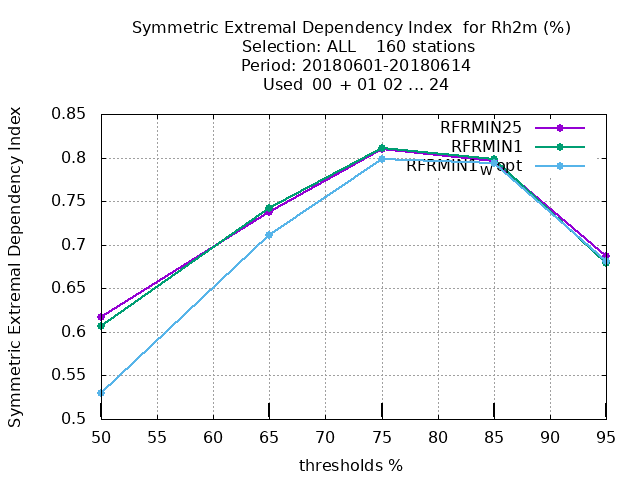 Symmetric Extremal Dependency Index for Rh2m (%)
Selection: ALL 160 stations
Period: 20180601-20180614
Used 00 + 01 02 ... 24
RFRMIN25
RFRMIN1
RFRMIN1Wopt
Symmetric Extremal Dependency Index
0.85
0.8
0.75
0.7
0.65
0.6
0.55
0.5
50 55 60 65 70 75 80 85 90 95
thresholds %